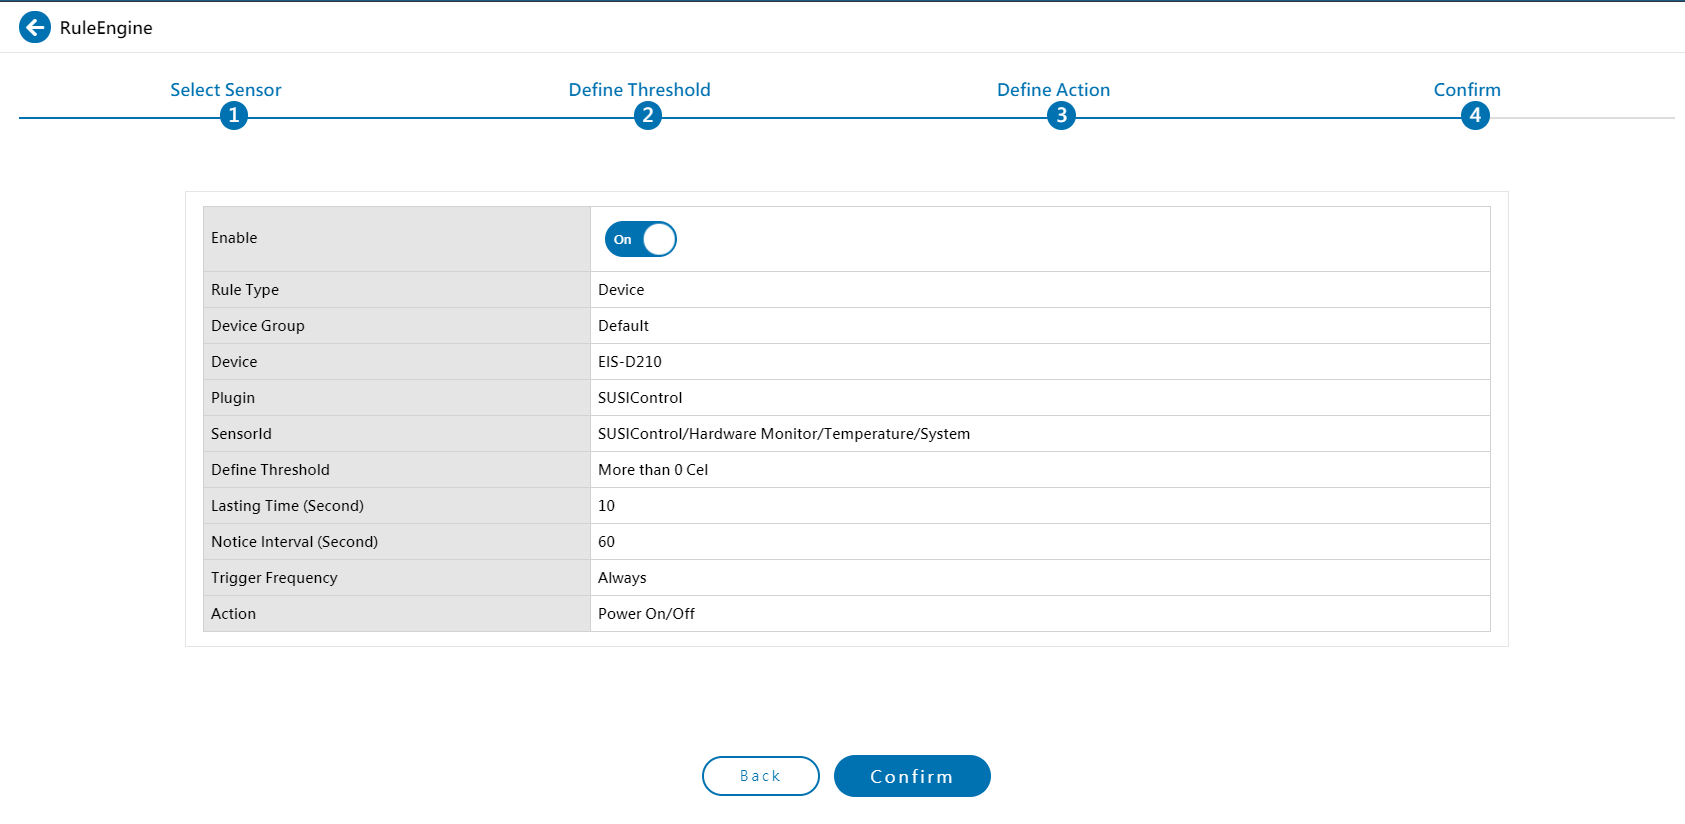 RuleEngine
Select Sensor Define Threshold Define Action Confirm
1 2 3 4
Enable On
Rule Type Device
Device Group Default
Device EIS-D210
Plugin SUSIControl
SensorId SUSIControl/Hardware Monitor/Temperature/System
Define Threshold More than 0 Cel
Lasting Time (Second) 10
Notice Interval (Second) 60
Trigger Frequency Always
Action Power On/Off
Back Confirm